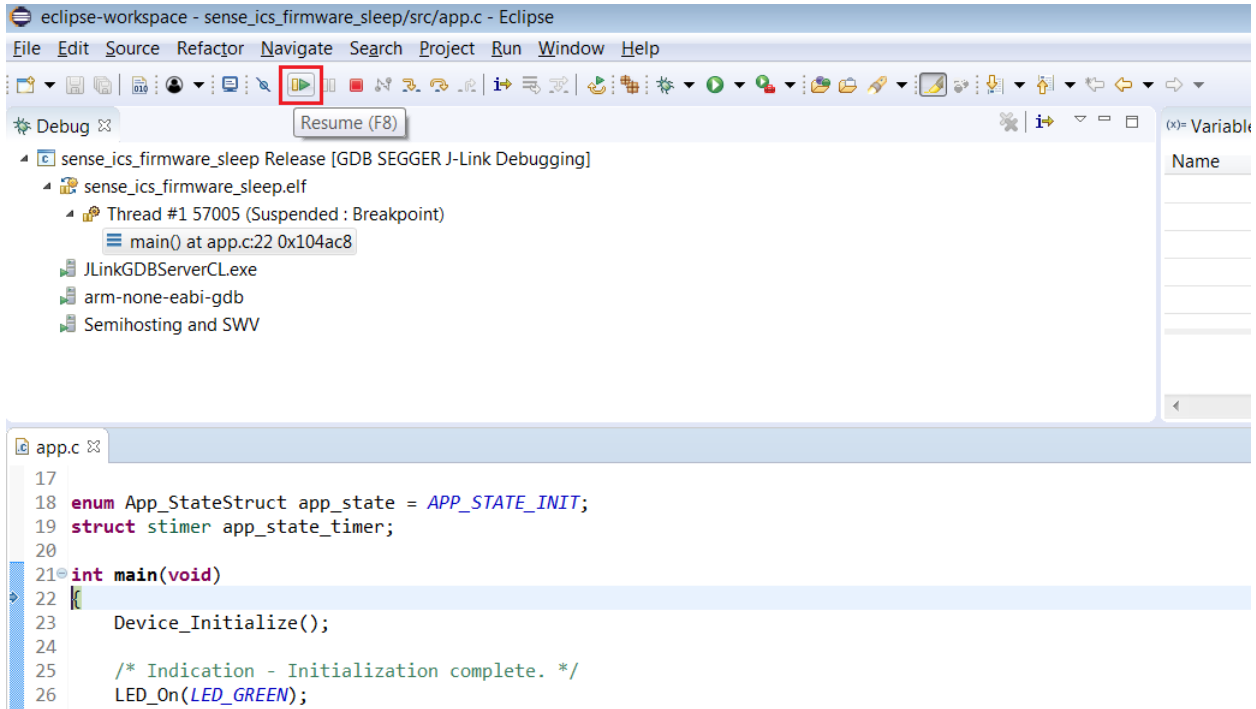 eclipse-workspace - sense_ics_firmware_sleep/src/app.c - Eclipse
File Edit Source Refactor Navigate Search Project Run Window Help
Resume (F8)
Debug
(x)= Variable
sense_ics_firmware_sleep Release [GDB SEGGER J-Link Debugging]
Name
sense_ics_firmware_sleep.elf
Thread #1 57005 (Suspended : Breakpoint)
main() at app.c:22 0x104ac8
JLinkGDBServerCL.exe
arm-none-eabi-gdb
Semihosting and SWV
app.c
17
18 enum App_StateStruct app_state = APP_STATE_INIT;
19 struct stimer app_state_timer;
20
21 int main(void)
22 {
23 Device_Initialize();
24
25 /* Indication - Initialization complete. */
26 LED_On(LED_GREEN);